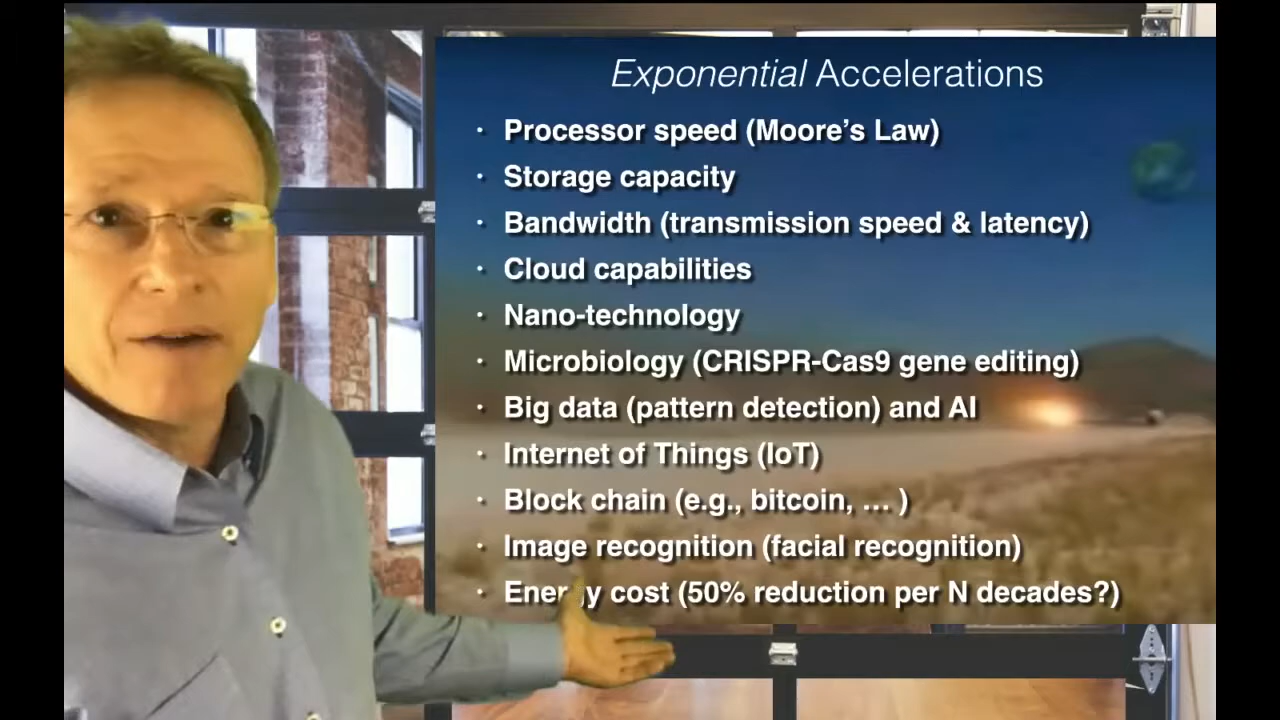 Exponential Accelerations
· Processor speed (Moore’s Law)
· Storage capacity
· Bandwidth (transmission speed & latency)
· Cloud capabilities
· Nano-technology
· Microbiology (CRISPR-Cas9 gene editing)
· Big data (pattern detection) and AI
· Internet of Things (IoT)
· Block chain (e.g., bitcoin, … )
· Image recognition (facial recognition)
· Energy cost (50% reduction per N decades?)